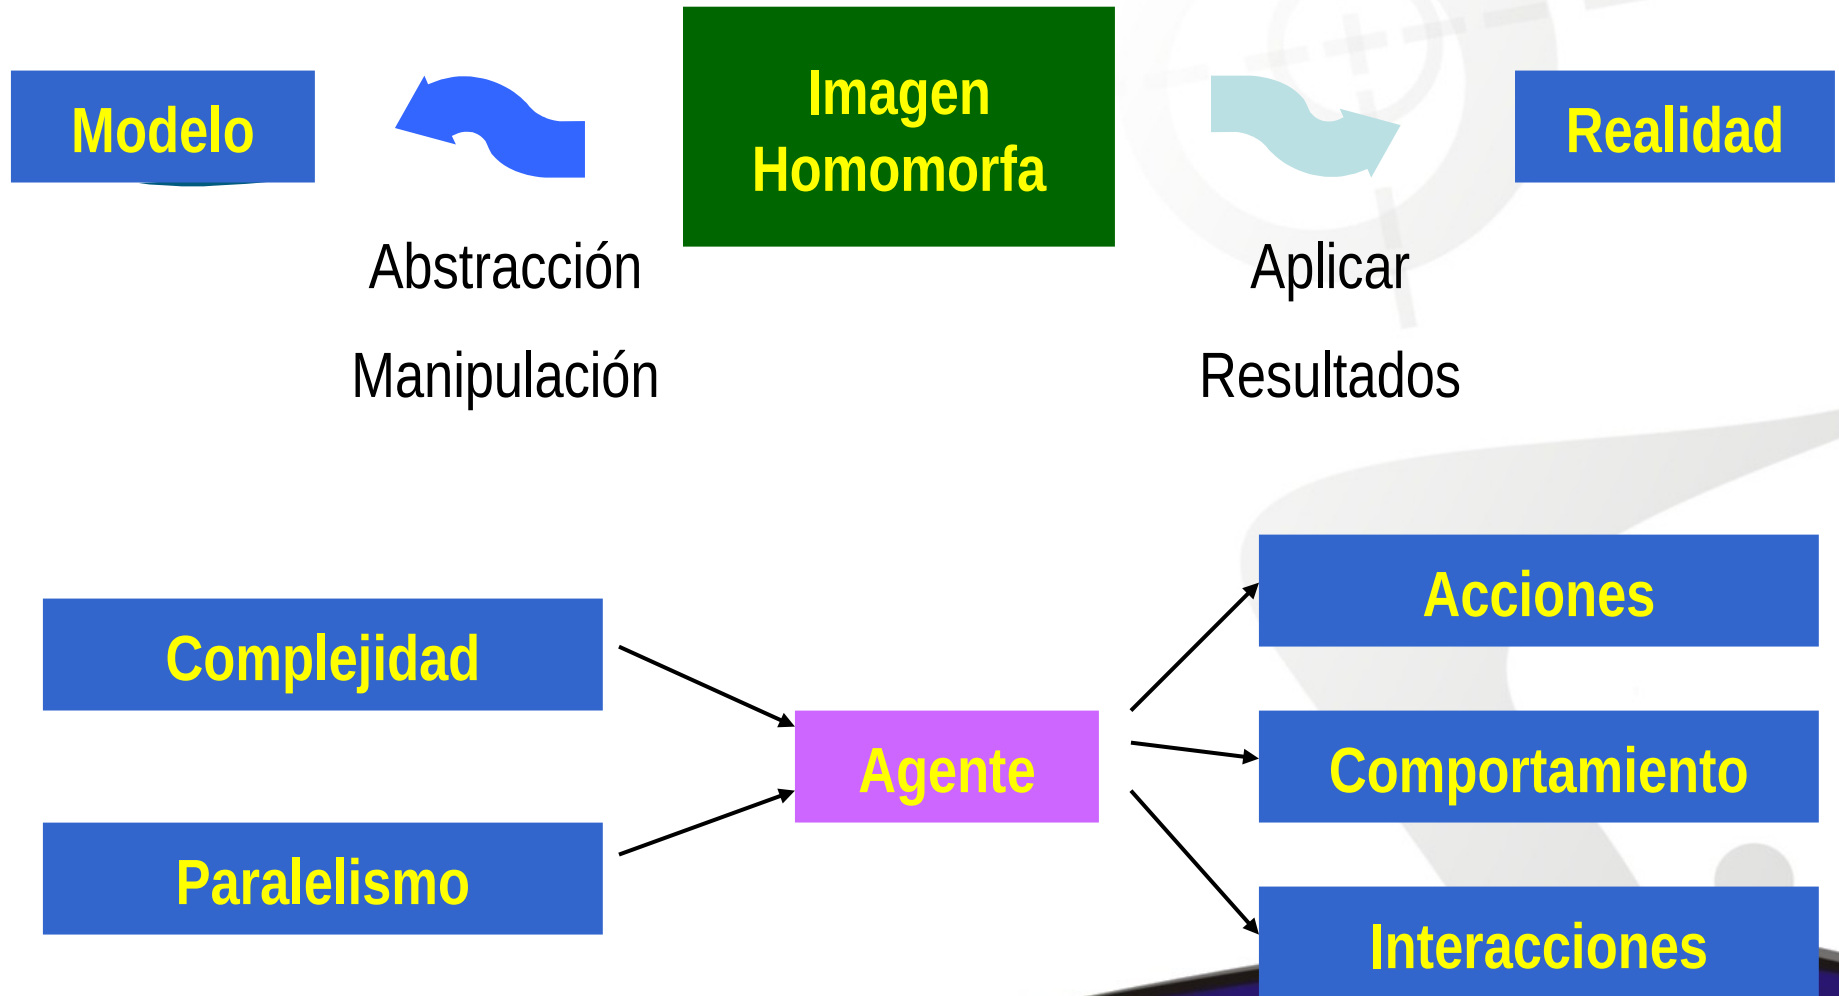 Modelo
Imagen
Homomorfa
Realidad
Abstracción
Manipulación
Aplicar
Resultados
Complejidad
Paralelismo
Agente
Acciones
Comportamiento
Interacciones